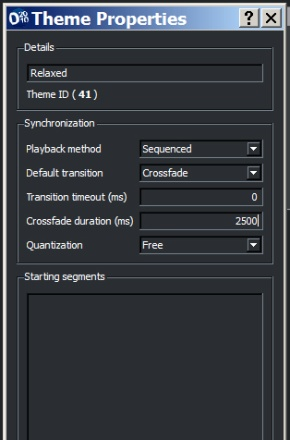 Theme Properties
Details
Relaxed
Theme ID ( 41 )
Synchronization
Playback method Sequenced
Default transition Crossfade
Transition timeout (ms) 0
Crossfade duration (ms) 2500
Quantization Free
Starting segments